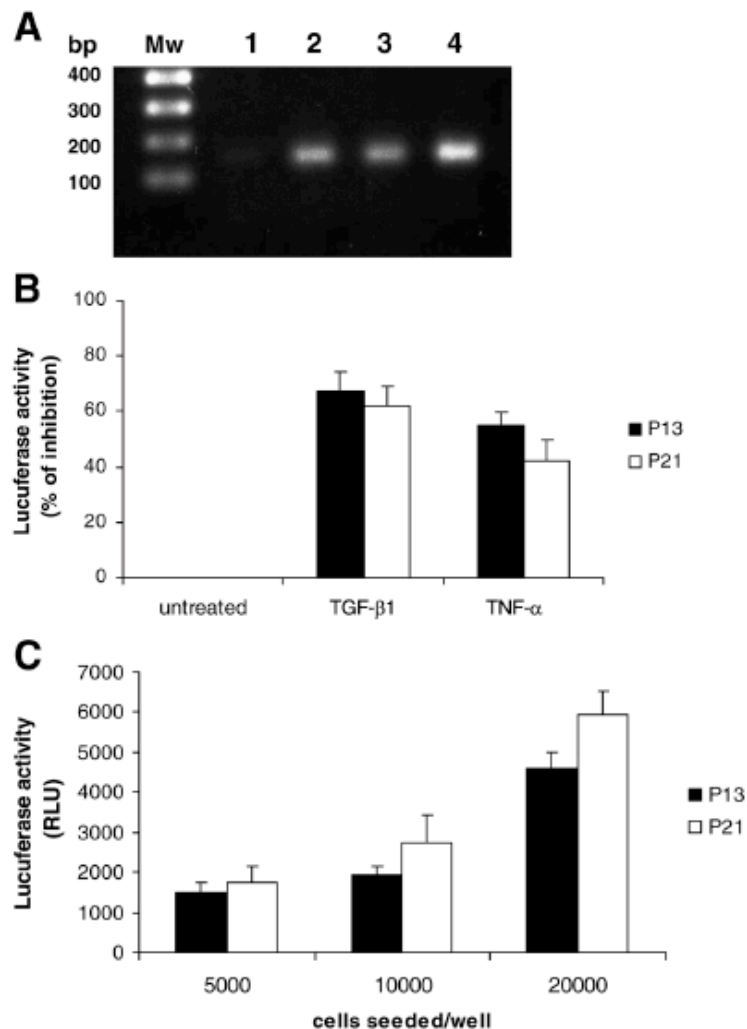 A
bp Mw 1 2 3 4
400
300
200
100
B
Lucuferase activity
(% of inhibition)
100
80
60
40
20
0
untreated TGF-β1 TNF-α
P13
P21
C
Lucuferase activity
(RLU)
7000
6000
5000
4000
3000
2000
1000
0
5000 10000 20000
cells seeded/well
P13
P21